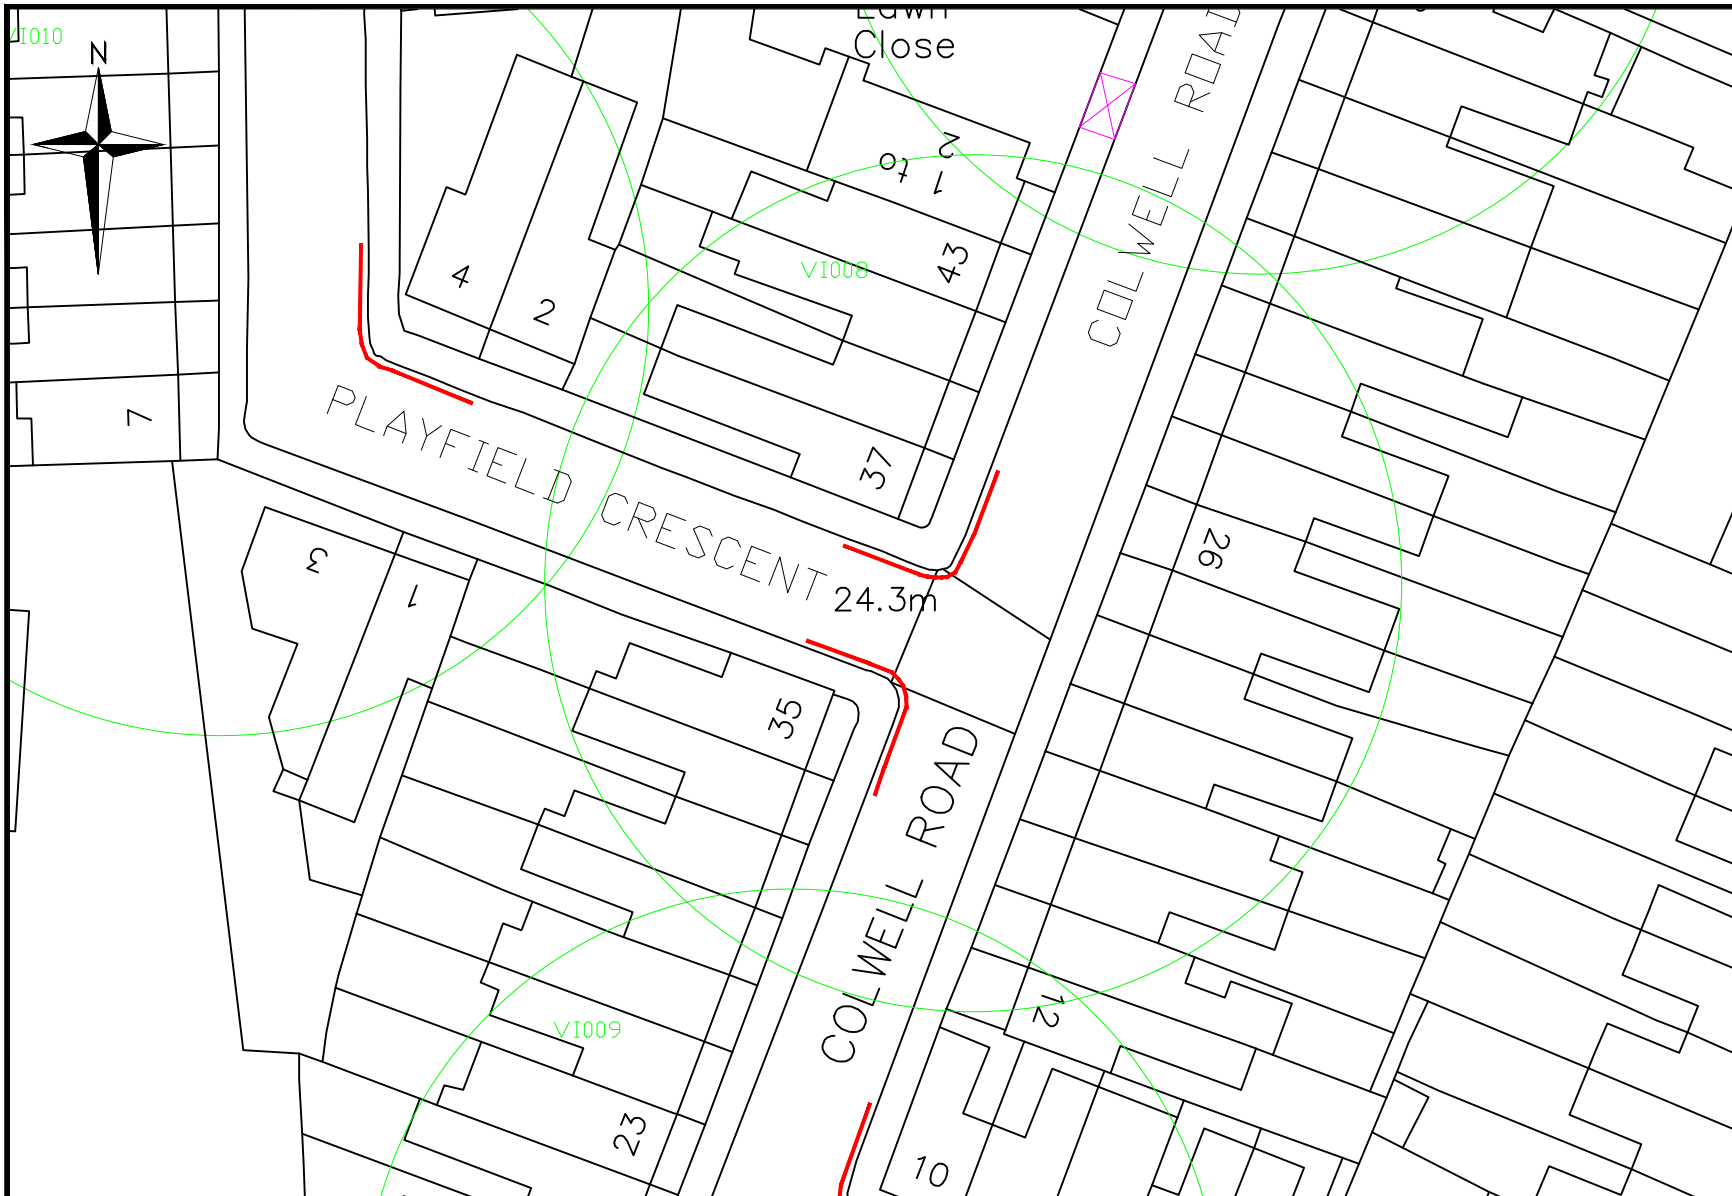 Lawn
Close
VI010
N
COLWELL ROAD
2
1 to
43
VI008
4
2
7
PLAYFIELD CRESCENT
37
26
3
1
24.3m
35
COLWELL ROAD
12
VI009
23
10